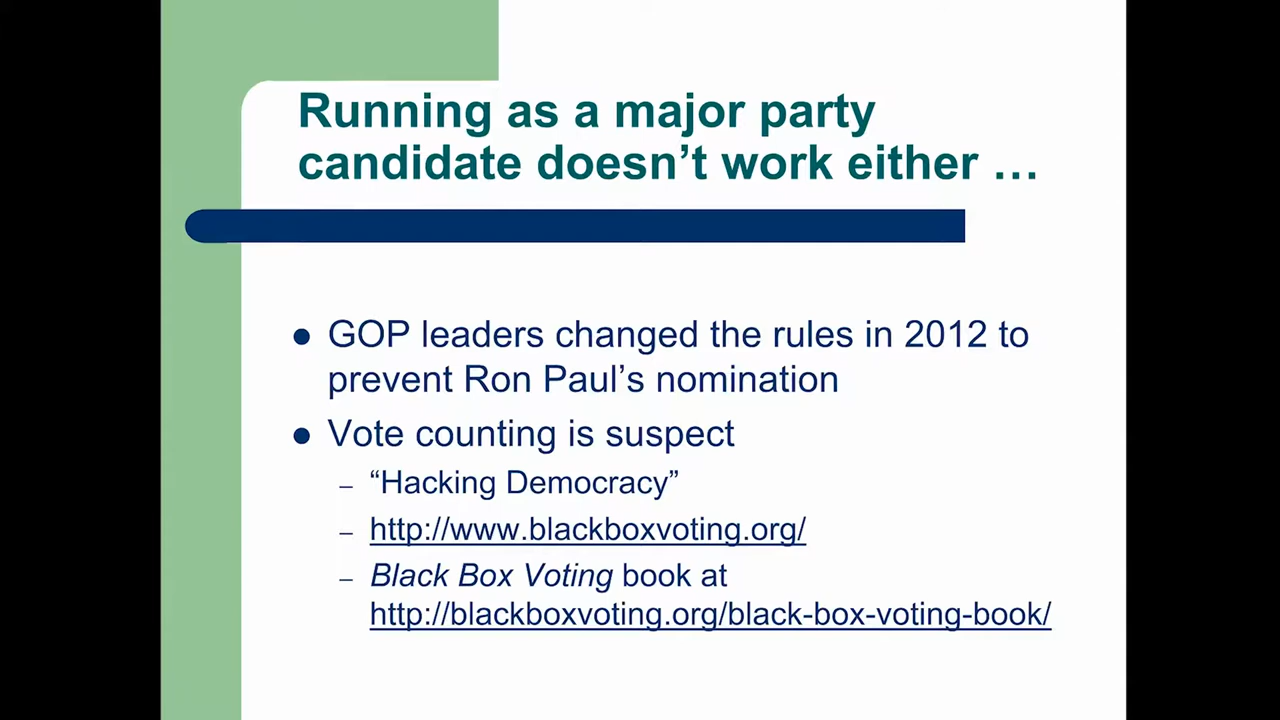 Running as a major party
candidate doesn’t work either …
● GOP leaders changed the rules in 2012 to
prevent Ron Paul’s nomination
● Vote counting is suspect
– “Hacking Democracy”
– http://www.blackboxvoting.org/
– Black Box Voting book at
http://blackboxvoting.org/black-box-voting-book/